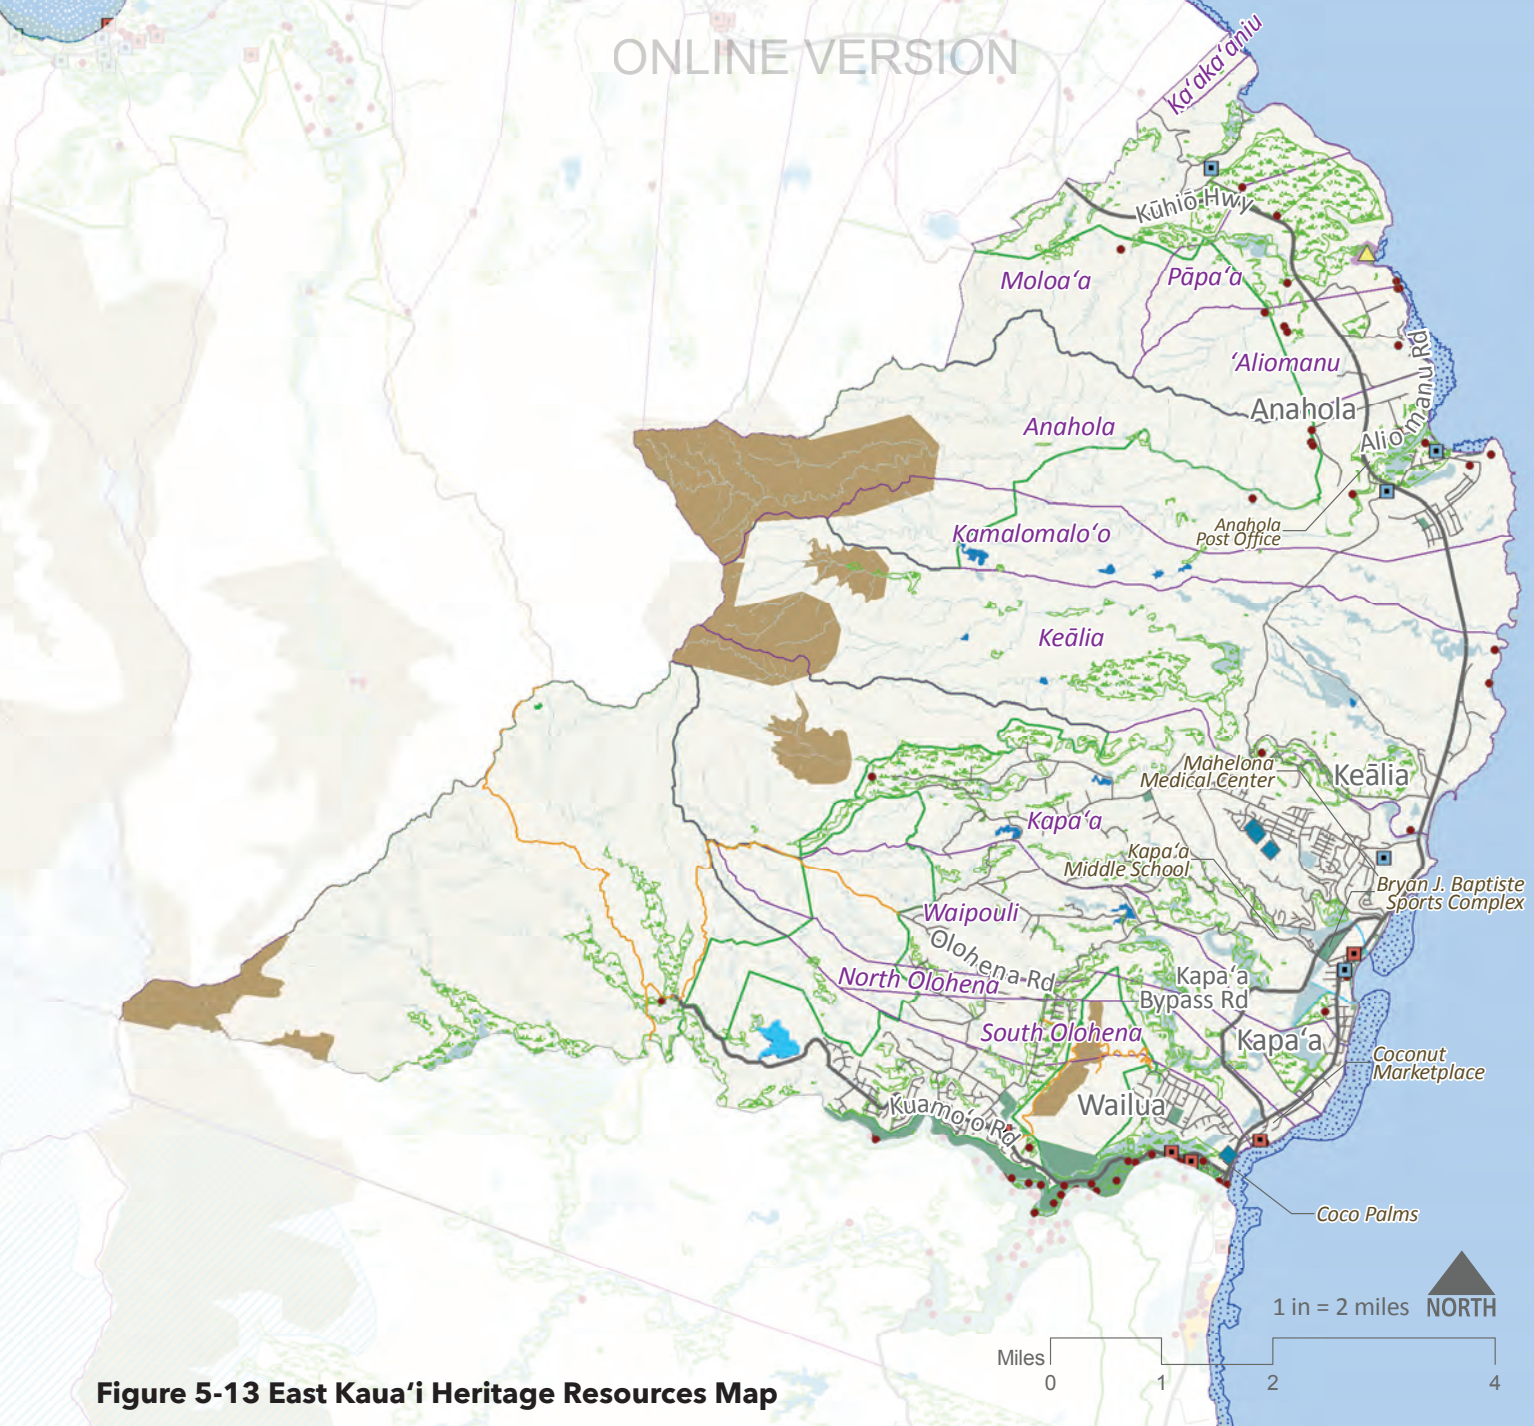 ONLINE VERSION
Ka‘aka‘aniu
Kūhiō Hwy
Moloa‘a
Pāpa‘a
‘Aliomanu
Aliomanu Rd
Anahola
Anahola
Anahola
Post Office
Kamalomalo‘o
Keālia
Mahelona
Medical Center
Keālia
Kapa‘a
Kapa‘a
Middle School
Bryan J. Baptiste
Sports Complex
Waipouli
Olohena Rd
North Olohena
Kapa‘a
Bypass Rd
South Olohena
Kapa‘a
Coconut
Marketplace
Wailua
Kuamo‘o Rd
Coco Palms
1 in = 2 miles
NORTH
Miles
0 1 2 4
Figure 5-13 East Kaua‘i Heritage Resources Map